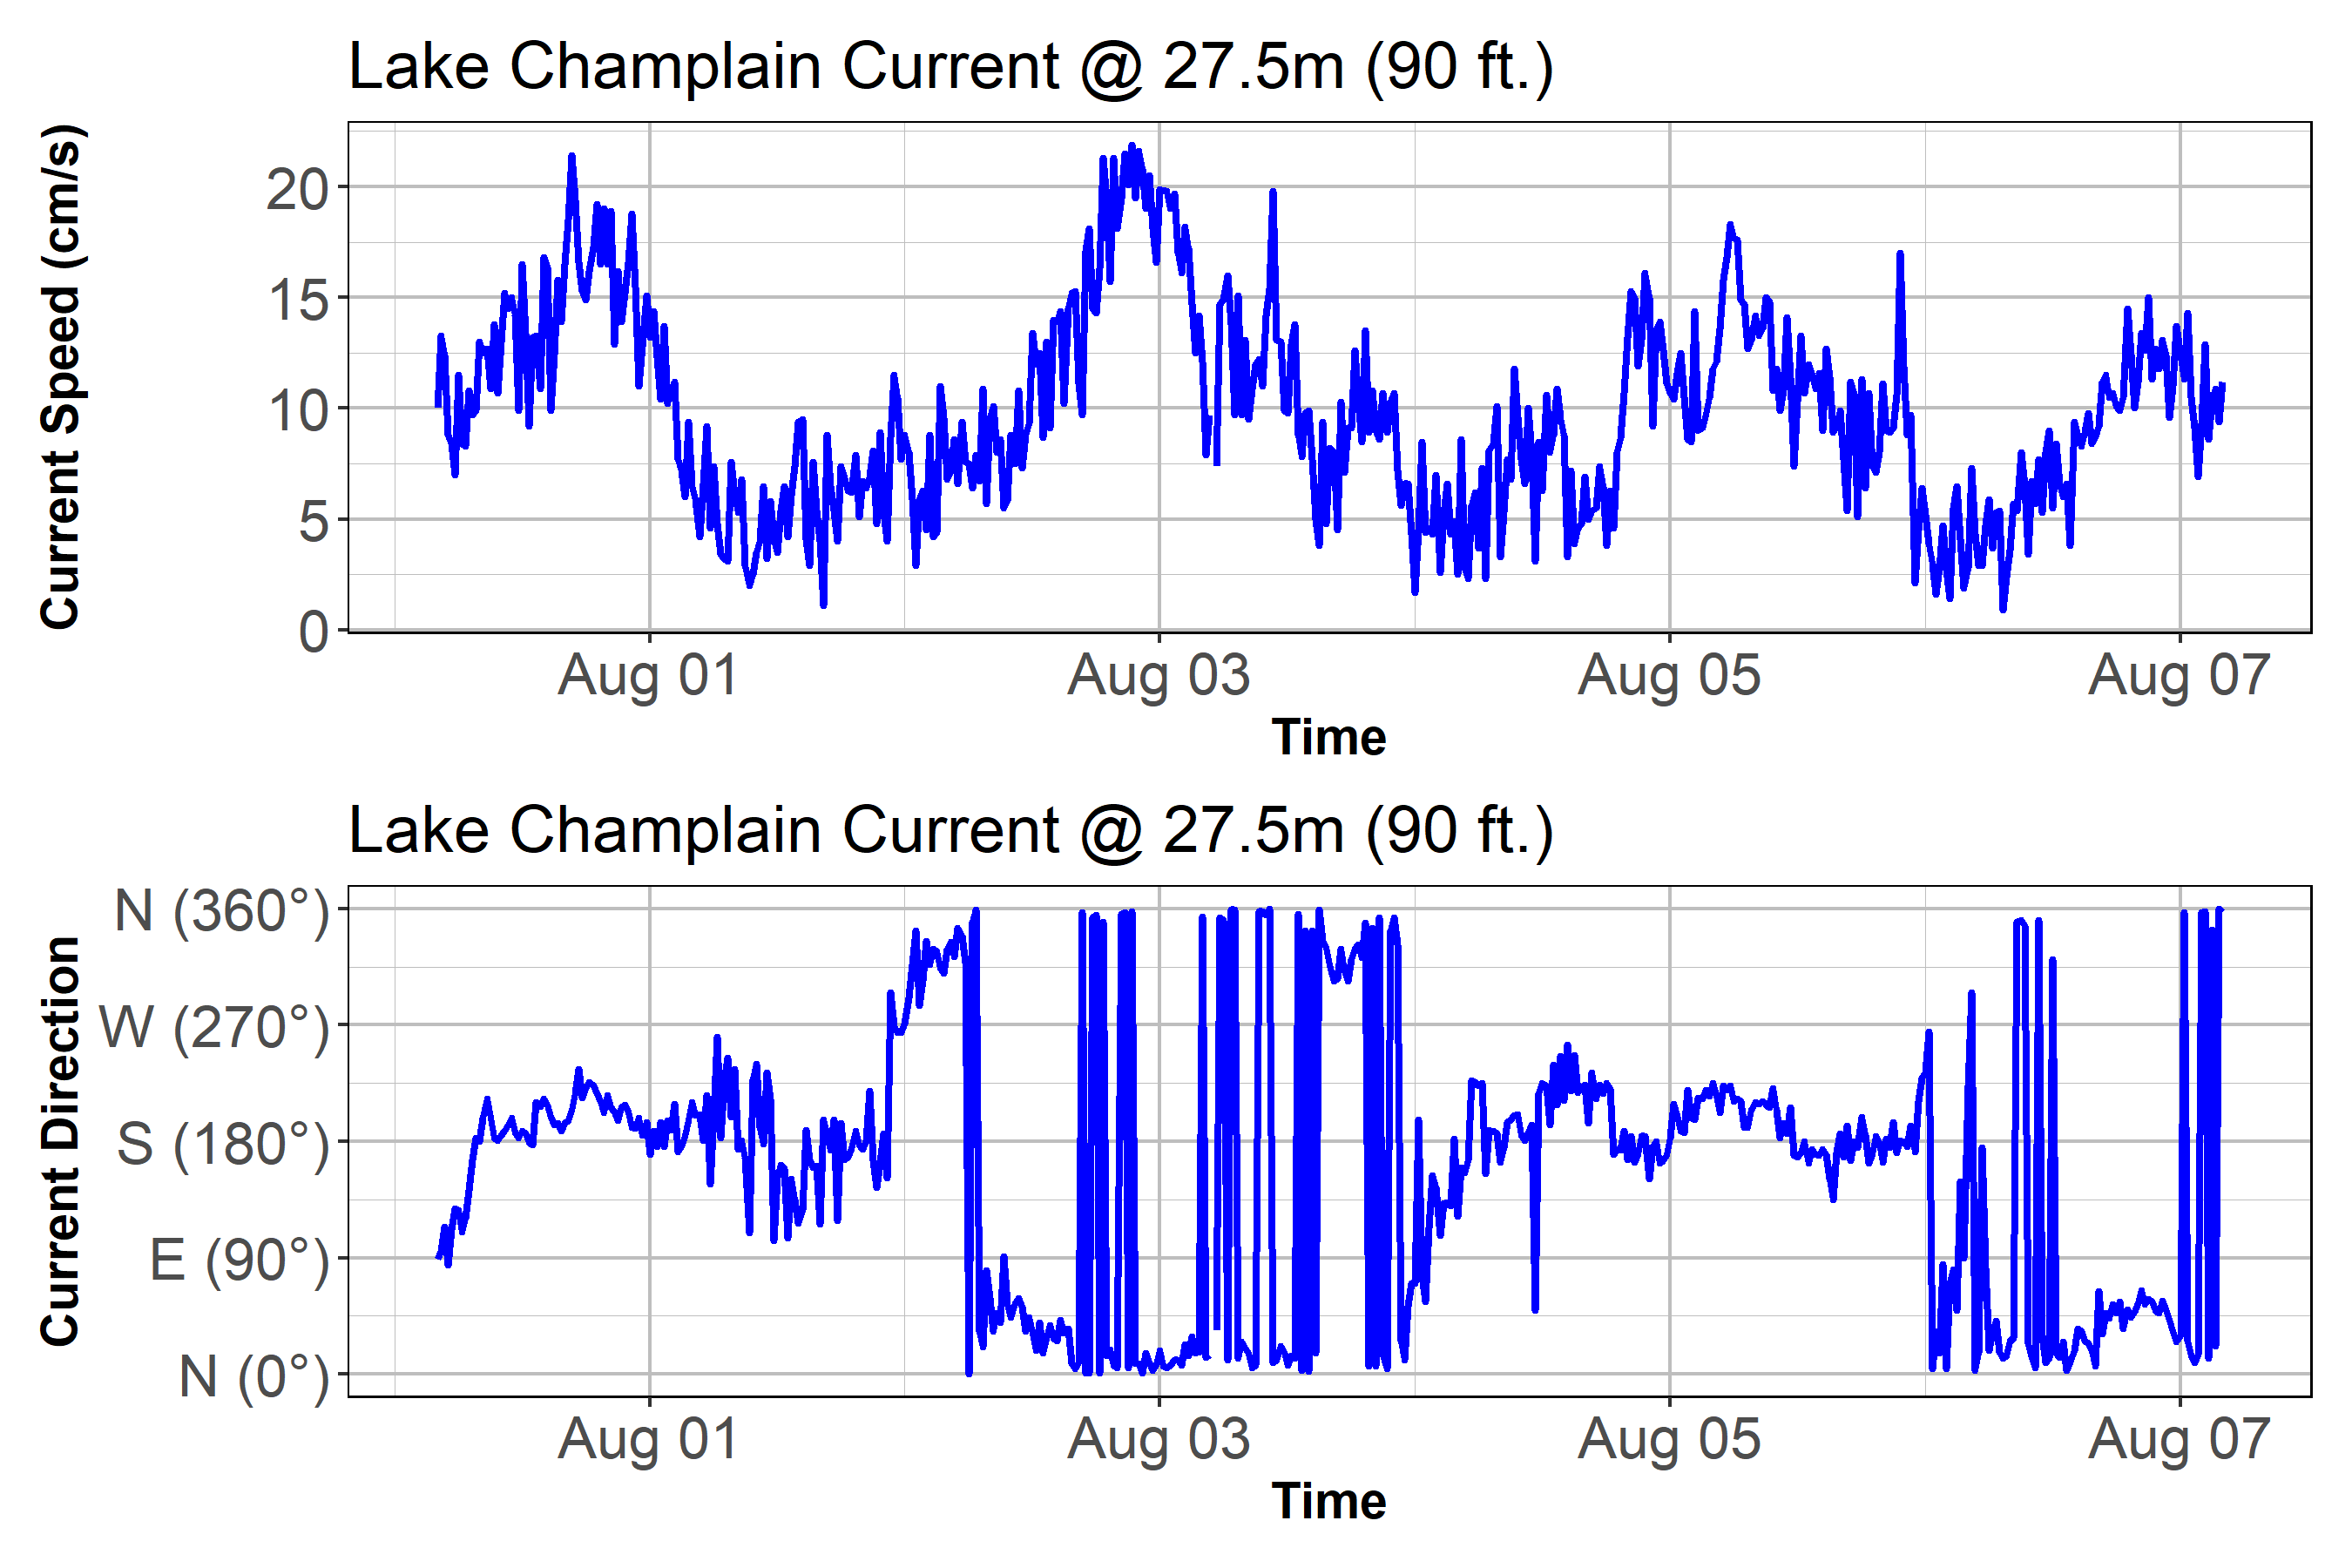 Lake Champlain Current @ 27.5m (90 ft.)
Current Speed (cm/s)
20
15
10
5
0
Aug 01 Aug 03 Aug 05 Aug 07
Time
Lake Champlain Current @ 27.5m (90 ft.)
Current Direction
N (360°)
W (270°)
S (180°)
E (90°)
N (0°)
Aug 01 Aug 03 Aug 05 Aug 07
Time